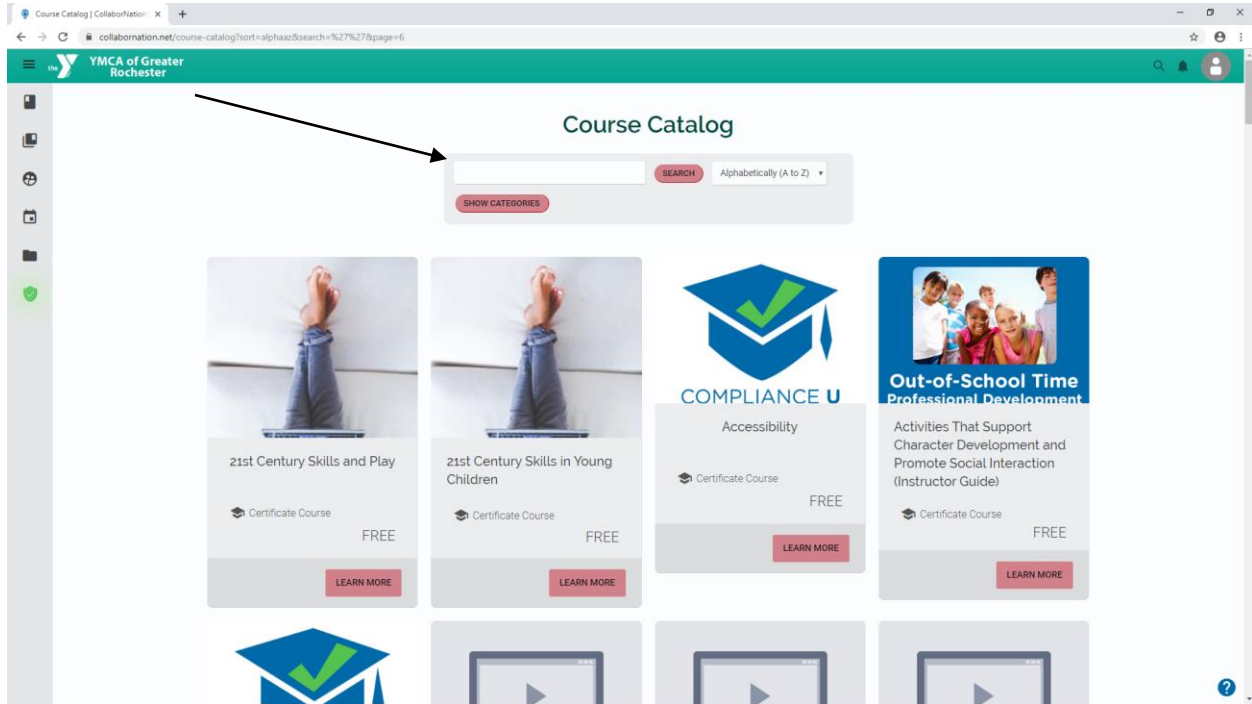 Course Catalog | CollaborNation
collabornation.net/course-catalog?sort=alphaaz&search=%27%27&page=6
the Y
YMCA of Greater
Rochester
Course Catalog
SEARCH
Alphabetically (A to Z)
SHOW CATEGORIES
21st Century Skills and Play
Certificate Course
FREE
LEARN MORE
21st Century Skills in Young
Children
Certificate Course
FREE
LEARN MORE
COMPLIANCE U
Accessibility
Certificate Course
FREE
LEARN MORE
Out-of-School Time
Professional Development
Activities That Support
Character Development and
Promote Social Interaction
(Instructor Guide)
Certificate Course
FREE
LEARN MORE
?